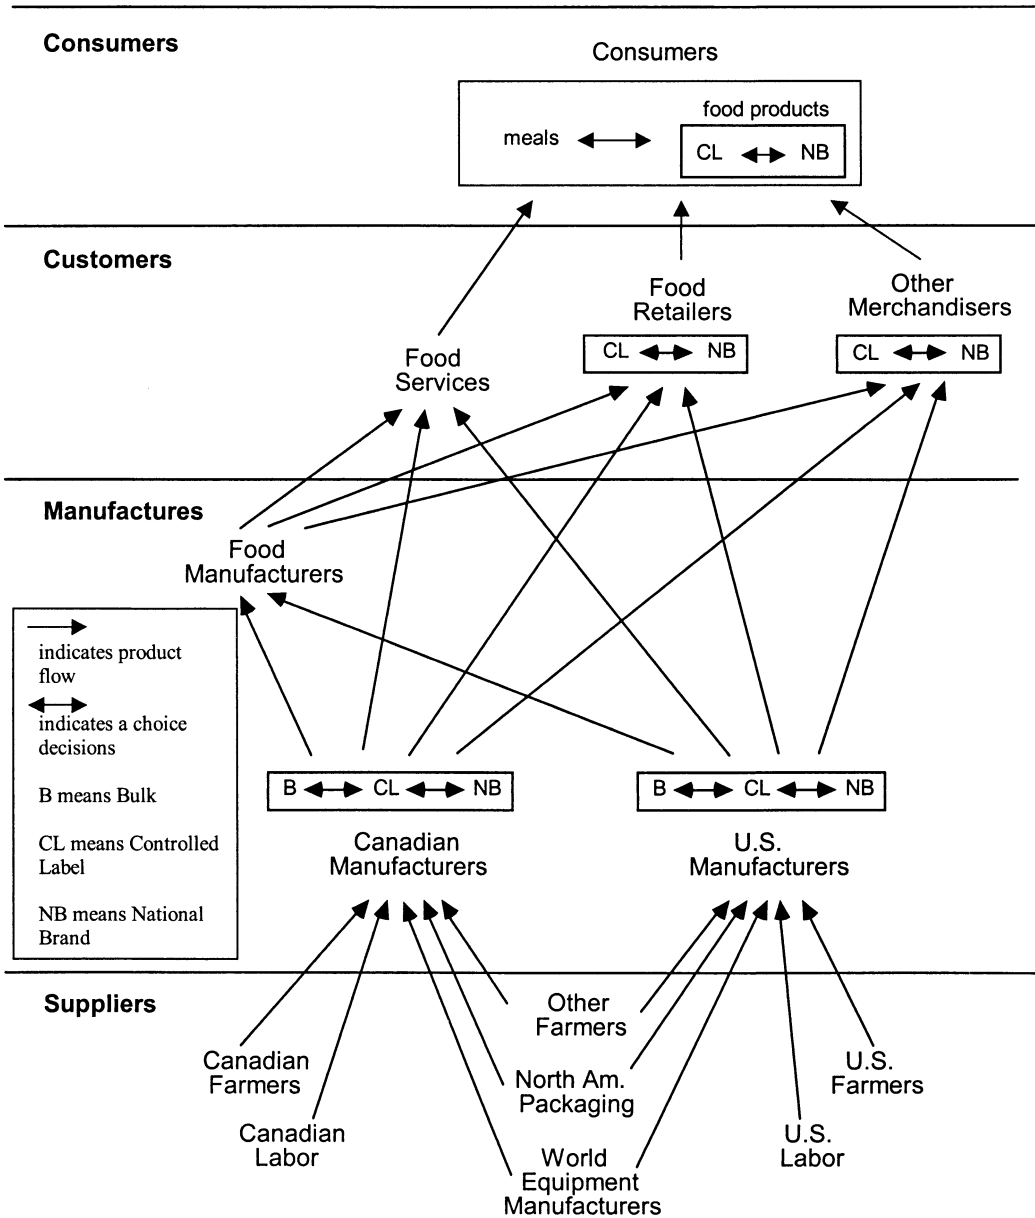 Consumers
Consumers
food products
meals
CL NB
Customers
Food
Retailers
CL NB
Other
Merchandisers
CL NB
Food
Services
Manufactures
Food
Manufacturers
indicates product
flow
indicates a choice
decisions
B means Bulk
CL means Controlled
Label
NB means National
Brand
B CL NB
Canadian
Manufacturers
B CL NB
U.S.
Manufacturers
Suppliers
Other
Farmers
Canadian
Farmers
North Am.
Packaging
U.S.
Farmers
Canadian
Labor
World
Equipment
Manufacturers
U.S.
Labor